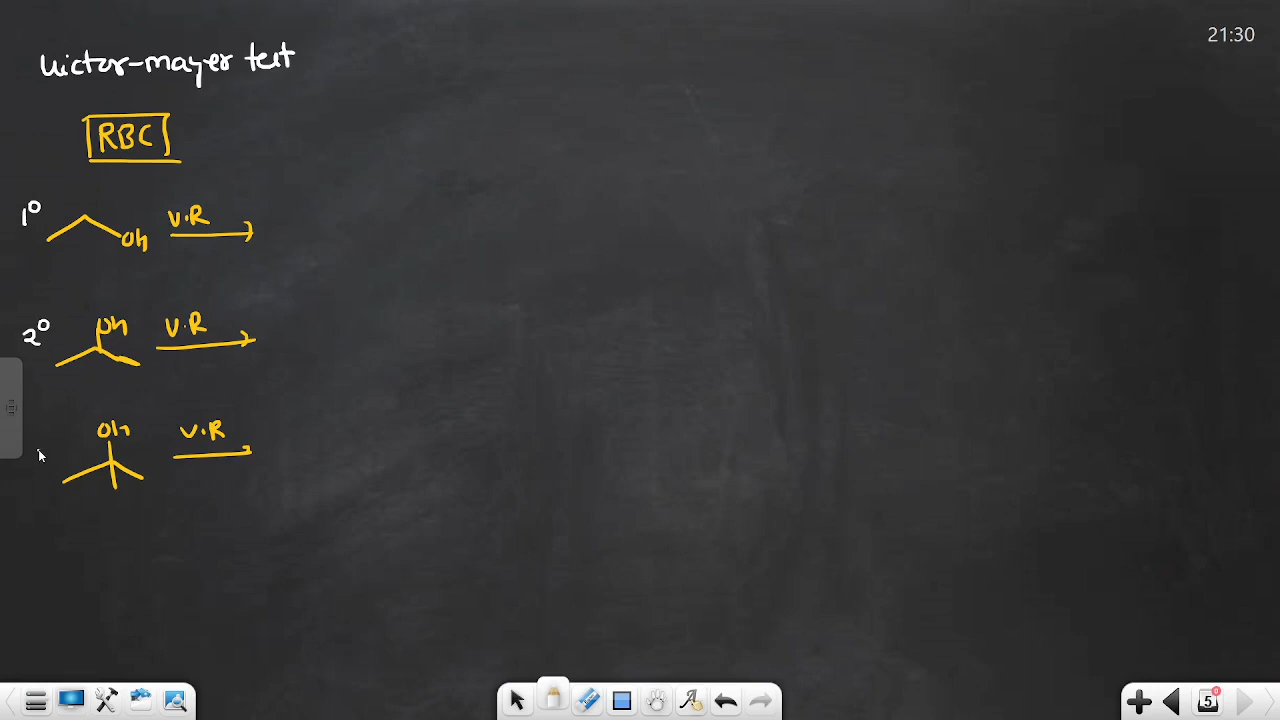 21:30
Victor-mayer test
RBC
1° OH V.R
2° OH V.R
OH V.R
5